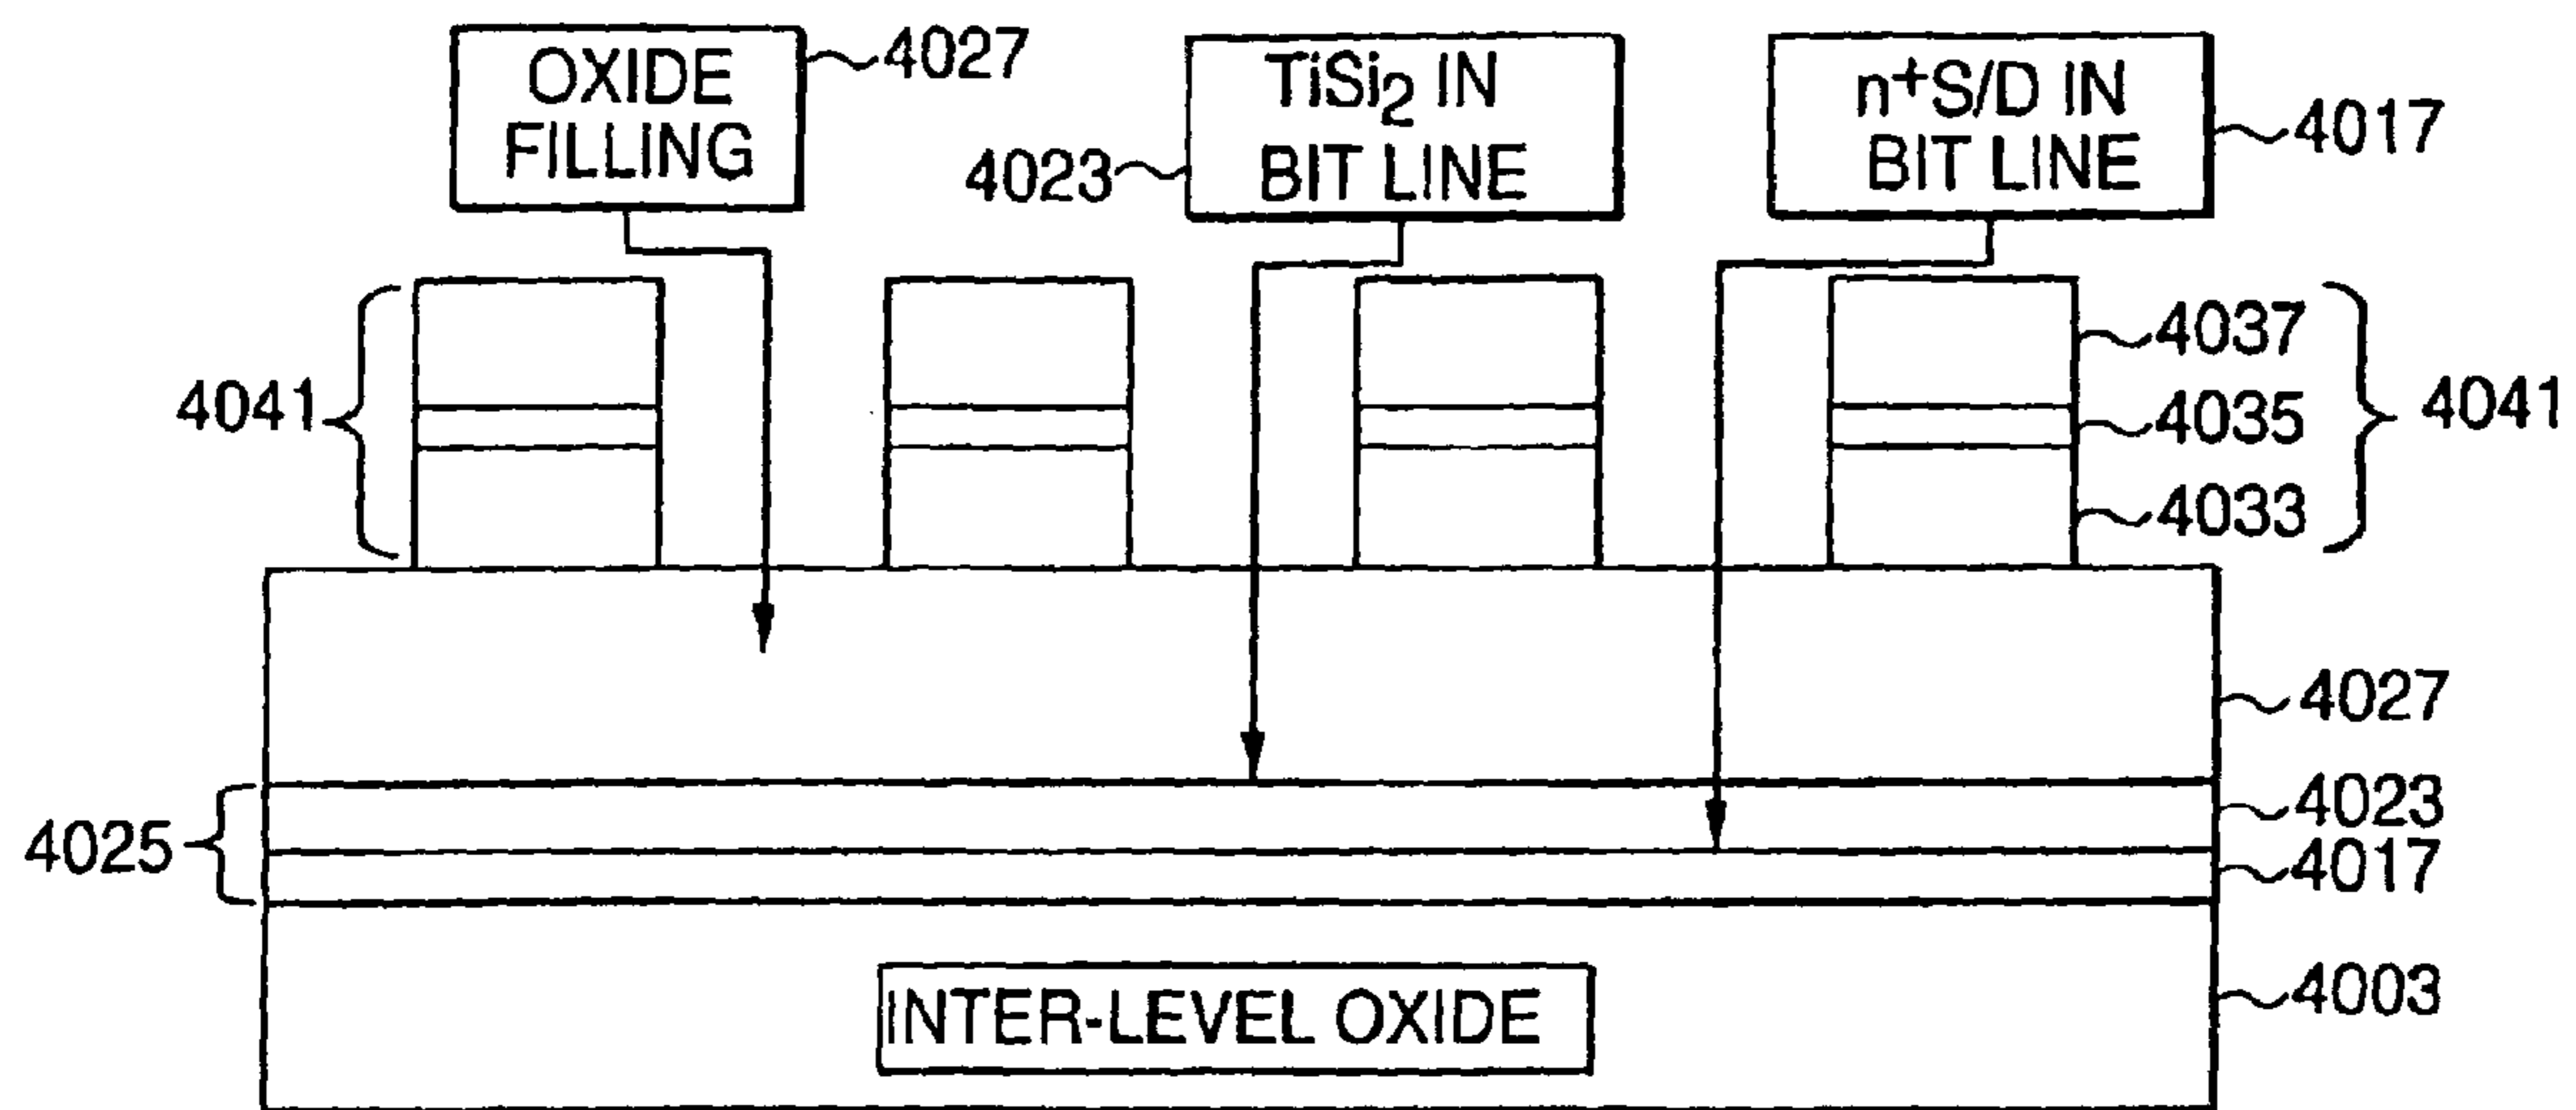 OXIDE
FILLING
4027
TiSi2 IN
BIT LINE
4023
n+S/D IN
BIT LINE
4017
4041
4037
4035
4033
4041
4027
4025
4023
4017
INTER-LEVEL OXIDE
4003